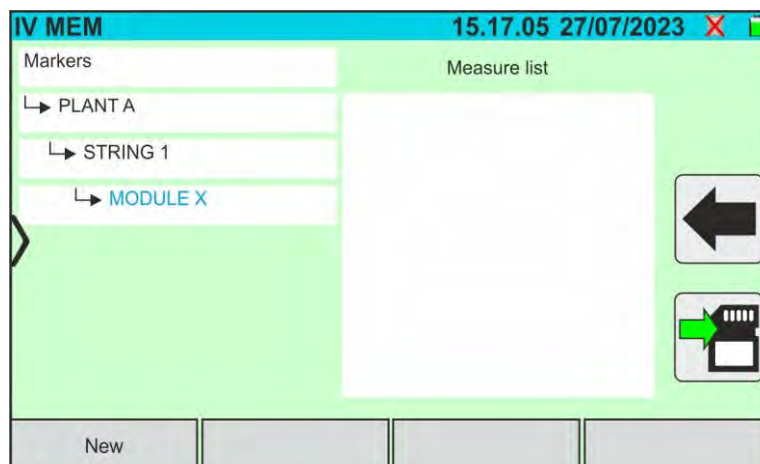 IV MEM 15.17.05 27/07/2023
Markers
Measure list
PLANT A
STRING 1
MODULE X
New